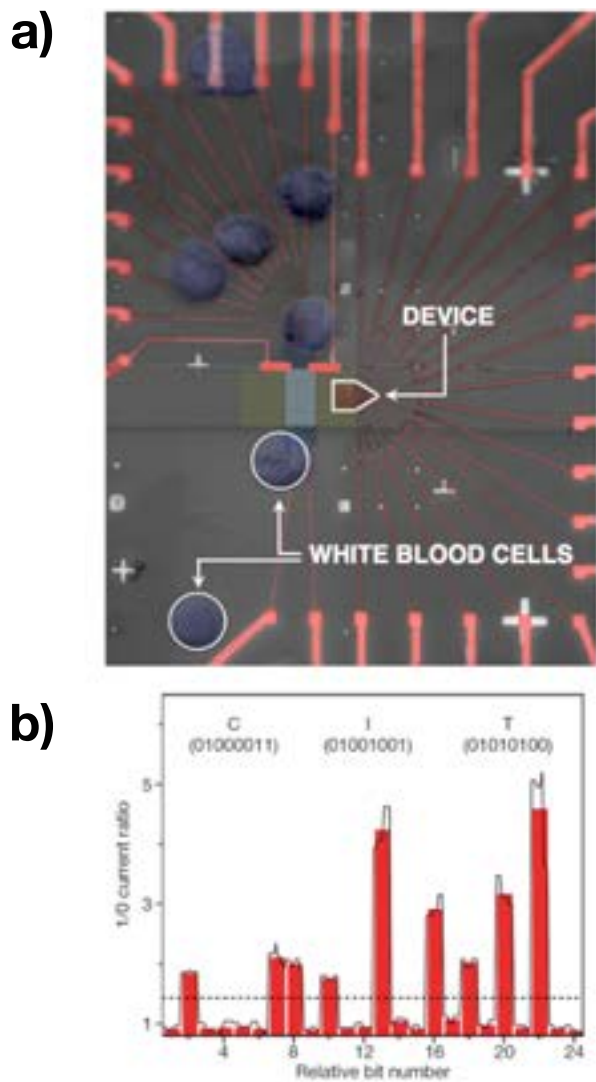 a)
DEVICE
WHITE BLOOD CELLS
b)
C I T
(01000011) (01001001) (01010100)
5
3
1
1/0 current ratio
4 8 12 16 20 24
Relative bit number